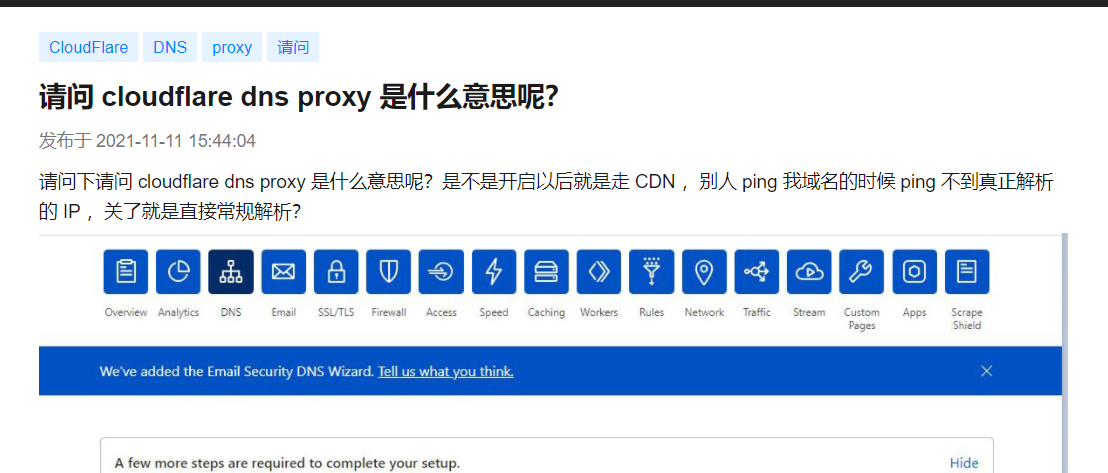 CloudFlare DNS proxy 请问
请问 cloudflare dns proxy 是什么意思呢？
发布于 2021-11-11 15:44:04
请问下请问 cloudflare dns proxy 是什么意思呢？是不是开启以后就是走 CDN ，别人 ping 我域名的时候 ping 不到真正解析
的 IP ，关了就是直接常规解析？
Overview Analytics DNS Email SSL/TLS Firewall Access Speed Caching Workers Rules Network Traffic Stream Custom Pages Apps Scrape Shield
We've added the Email Security DNS Wizard. Tell us what you think.
A few more steps are required to complete your setup. Hide